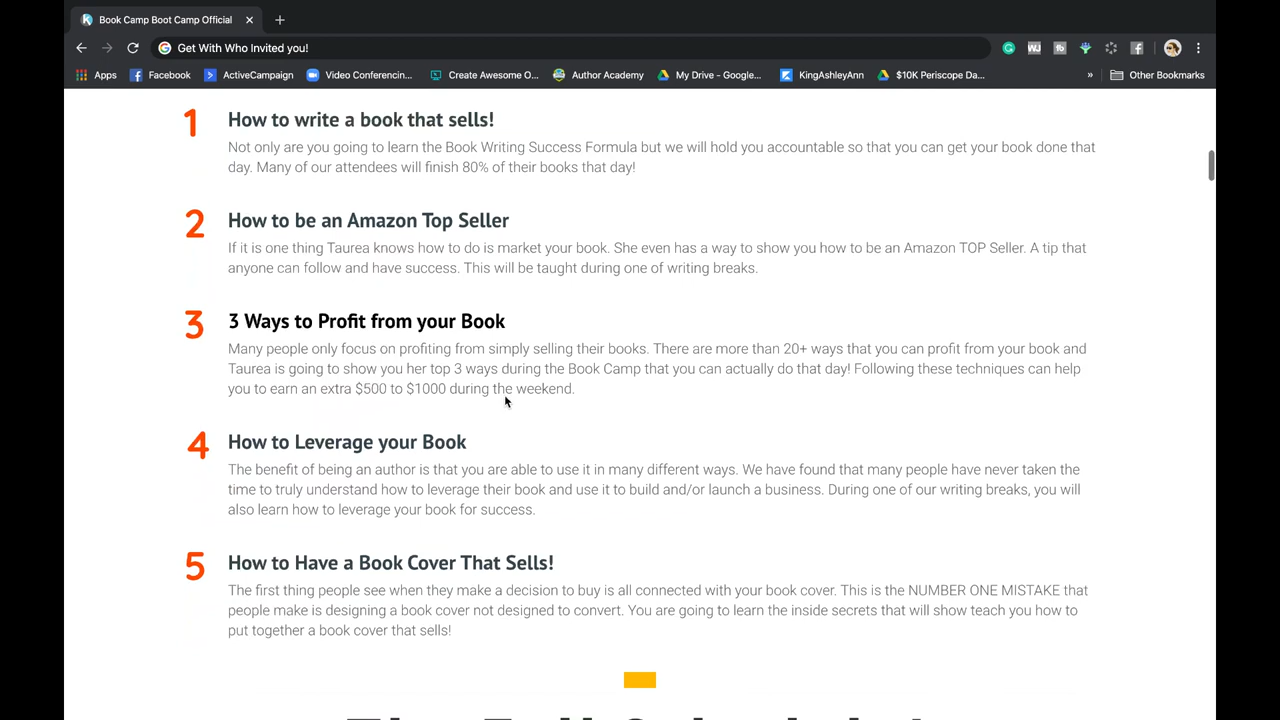 Book Camp Boot Camp Official
Get With Who Invited you!
Apps Facebook ActiveCampaign Video Conferencin... Create Awesome O... Author Academy My Drive - Google... KingAshleyAnn $10K Periscope Da... » Other Bookmarks
1 How to write a book that sells!
Not only are you going to learn the Book Writing Success Formula but we will hold you accountable so that you can get your book done that
day. Many of our attendees will finish 80% of their books that day!
2 How to be an Amazon Top Seller
If it is one thing Taurea knows how to do is market your book. She even has a way to show you how to be an Amazon TOP Seller. A tip that
anyone can follow and have success. This will be taught during one of writing breaks.
3 3 Ways to Profit from your Book
Many people only focus on profiting from simply selling their books. There are more than 20+ ways that you can profit from your book and
Taurea is going to show you her top 3 ways during the Book Camp that you can actually do that day! Following these techniques can help
you to earn an extra $500 to $1000 during the weekend.
4 How to Leverage your Book
The benefit of being an author is that you are able to use it in many different ways. We have found that many people have never taken the
time to truly understand how to leverage their book and use it to build and/or launch a business. During one of our writing breaks, you will
also learn how to leverage your book for success.
5 How to Have a Book Cover That Sells!
The first thing people see when they make a decision to buy is all connected with your book cover. This is the NUMBER ONE MISTAKE that
people make is designing a book cover not designed to convert. You are going to learn the inside secrets that will show teach you how to
put together a book cover that sells!